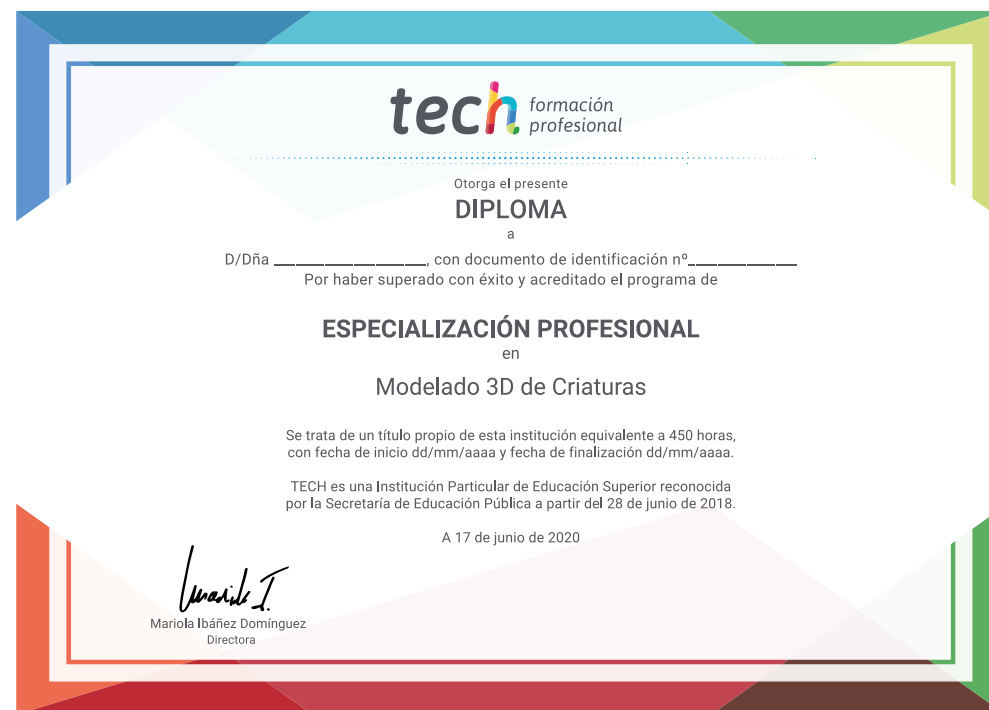 tech formación
profesional
Otorga el presente
DIPLOMA
a
D/Dña ______________, con documento de identificación nº__________
Por haber superado con éxito y acreditado el programa de
ESPECIALIZACIÓN PROFESIONAL
en
Modelado 3D de Criaturas
Se trata de un título propio de esta institución equivalente a 450 horas,
con fecha de inicio dd/mm/aaaa y fecha de finalización dd/mm/aaaa.
TECH es una Institución Particular de Educación Superior reconocida
por la Secretaría de Educación Pública a partir del 28 de junio de 2018.
A 17 de junio de 2020
Mariola Ibáñez Domínguez
Directora